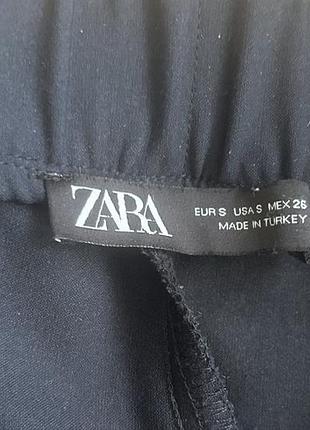 ZARA
EUR S USA S MEX 26
MADE IN TURKEY